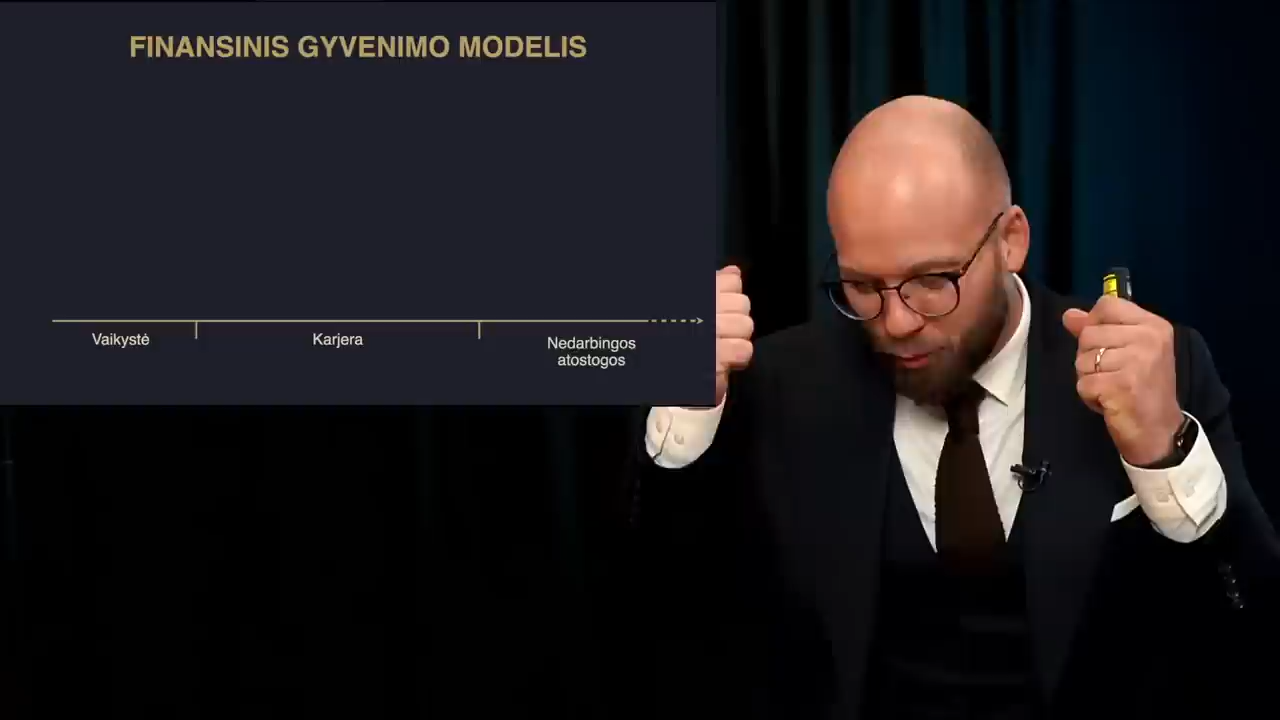 FINANSINIS GYVENIMO MODELIS
Vaikystė
Karjera
Nedarbingos
atostogos